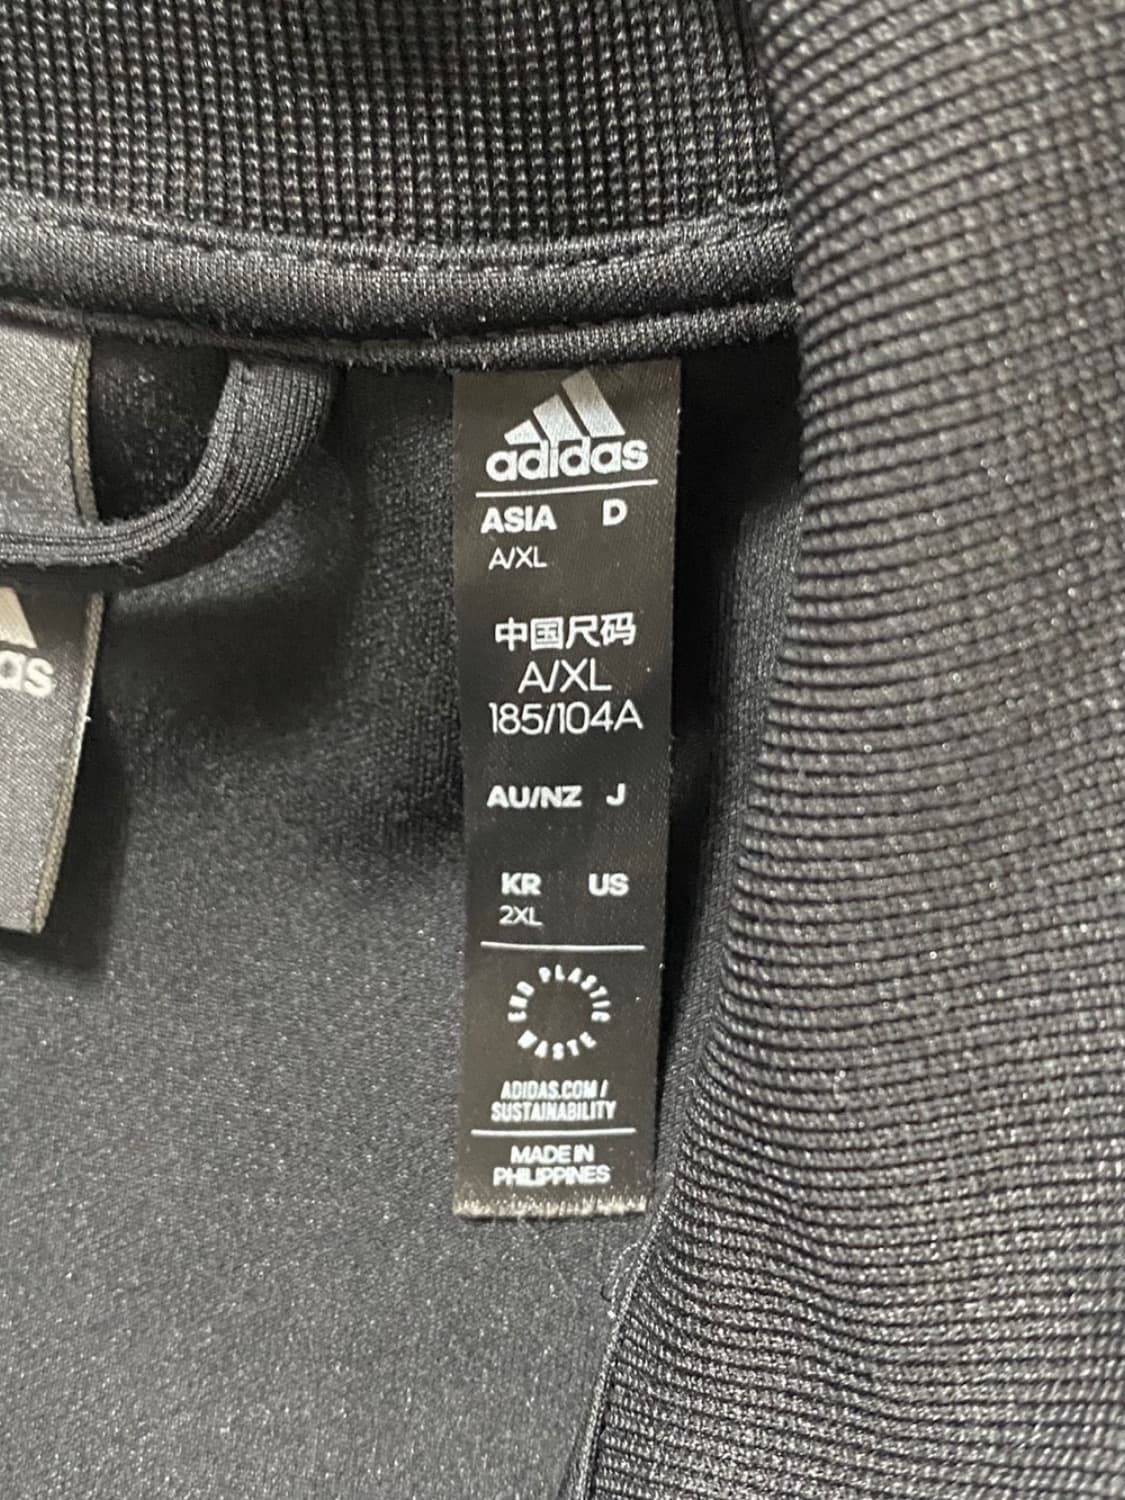 adidas
ASIA D
A/XL
中国尺码
A/XL
185/104A
AU/NZ J
KR US
2XL
END PLASTIC WASTE
ADIDAS.COM/
SUSTAINABILITY
MADE IN
PHILIPPINES
das